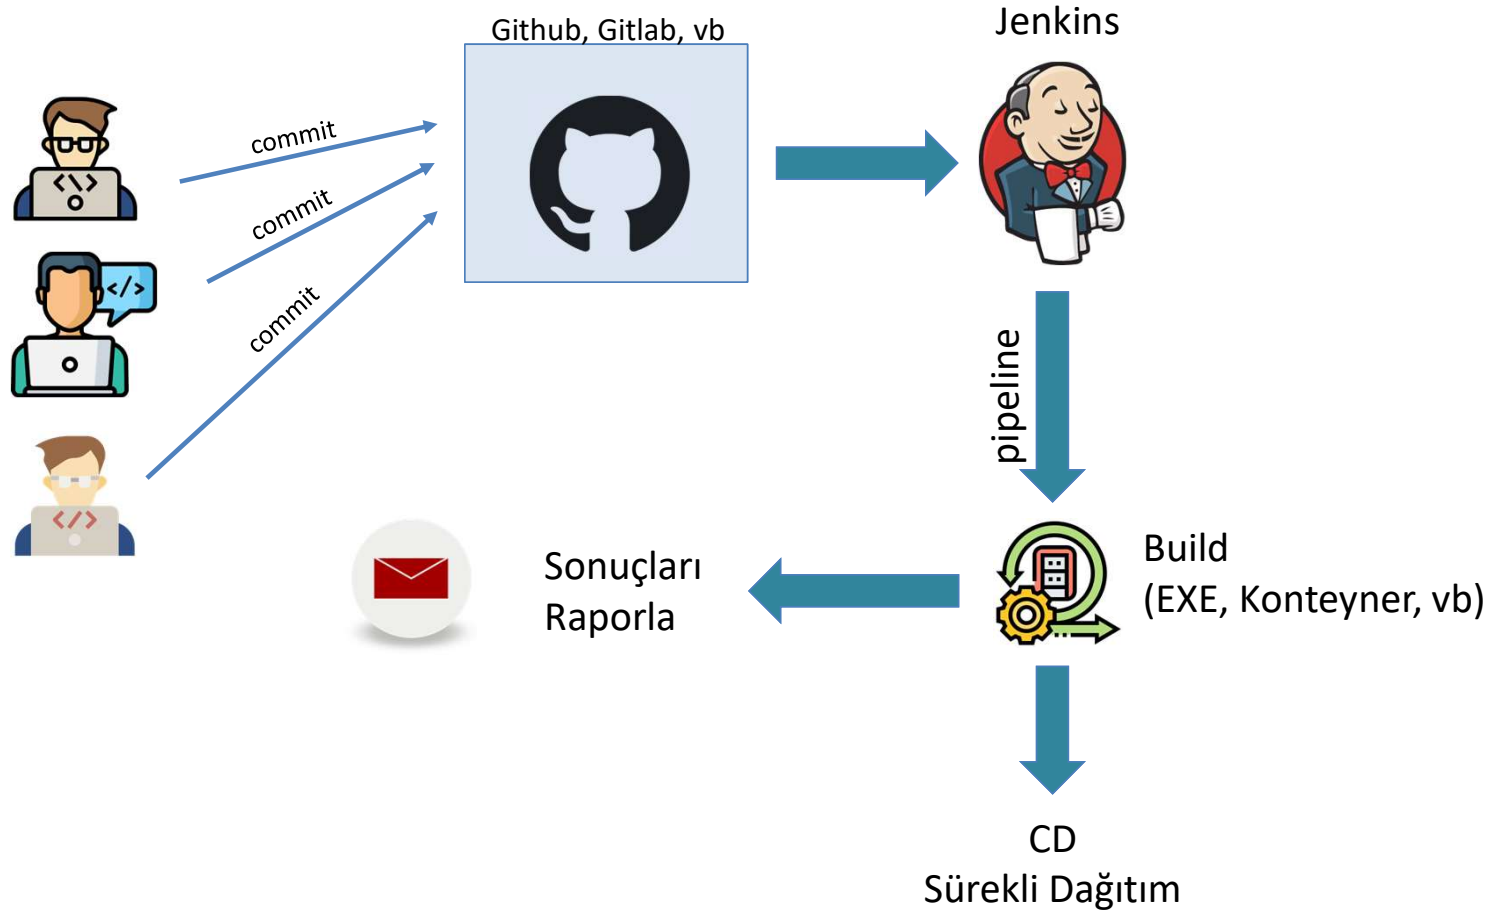 Github, Gitlab, vb
Jenkins
commit
commit
commit
pipeline
Build
(EXE, Konteyner, vb)
Sonuçları
Raporla
CD
Sürekli Dağıtım